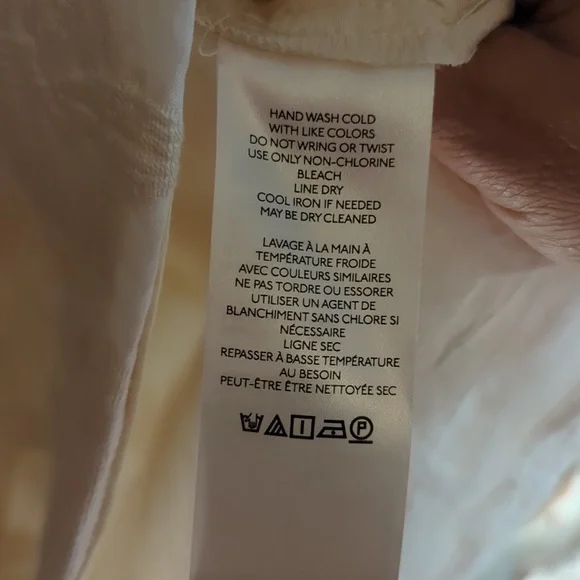 HAND WASH COLD
WITH LIKE COLORS
DO NOT WRING OR TWIST
USE ONLY NON-CHLORINE
BLEACH
LINE DRY
COOL IRON IF NEEDED
MAY BE DRY CLEANED
LAVAGE À LA MAIN À
TEMPÉRATURE FROIDE
AVEC COULEURS SIMILAIRES
NE PAS TORDRE OU ESSORER
UTILISER UN AGENT DE
BLANCHIMENT SANS CHLORE SI
NÉCESSAIRE
LIGNE SEC
REPASSER À BASSE TEMPÉRATURE
AU BESOIN
PEUT-ÊTRE ÊTRE NETTOYÉE SEC
P